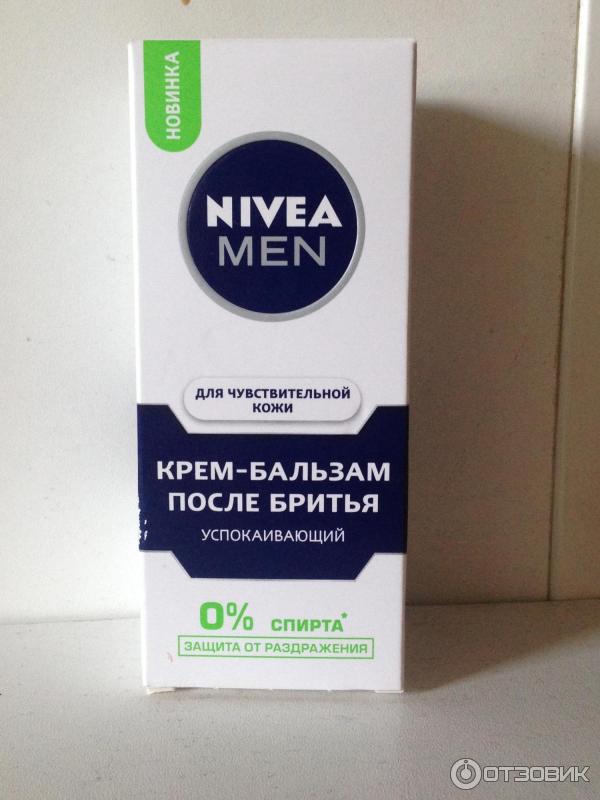 НОВИНКА
NIVEA
MEN
ДЛЯ ЧУВСТВИТЕЛЬНОЙ
КОЖИ
КРЕМ-БАЛЬЗАМ
ПОСЛЕ БРИТЬЯ
УСПОКАИВАЮЩИЙ
0% СПИРТА*
ЗАЩИТА ОТ РАЗДРАЖЕНИЯ
ОТЗОВИК